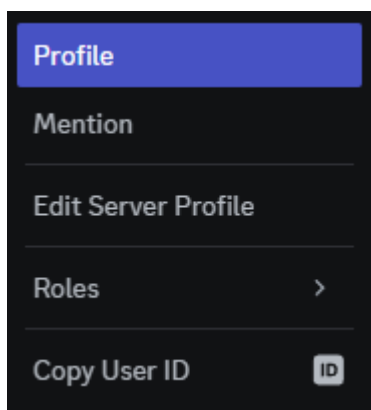 Profile
Mention
Edit Server Profile
Roles
Copy User ID ID